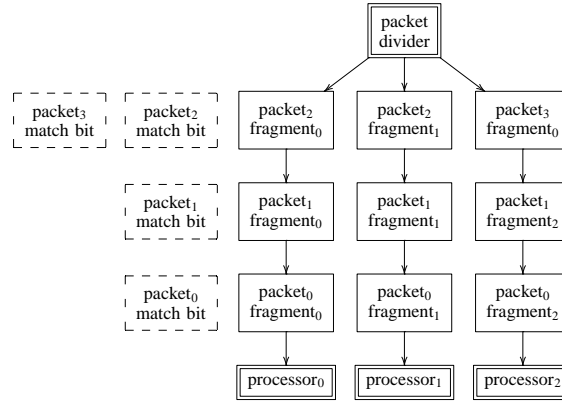 packet
divider
packet₃
match bit
packet₂
match bit
packet₂
fragment₀
packet₂
fragment₁
packet₃
fragment₀
packet₁
match bit
packet₁
fragment₀
packet₁
fragment₁
packet₁
fragment₂
packet₀
match bit
packet₀
fragment₀
packet₀
fragment₁
packet₀
fragment₂
processor₀
processor₁
processor₂